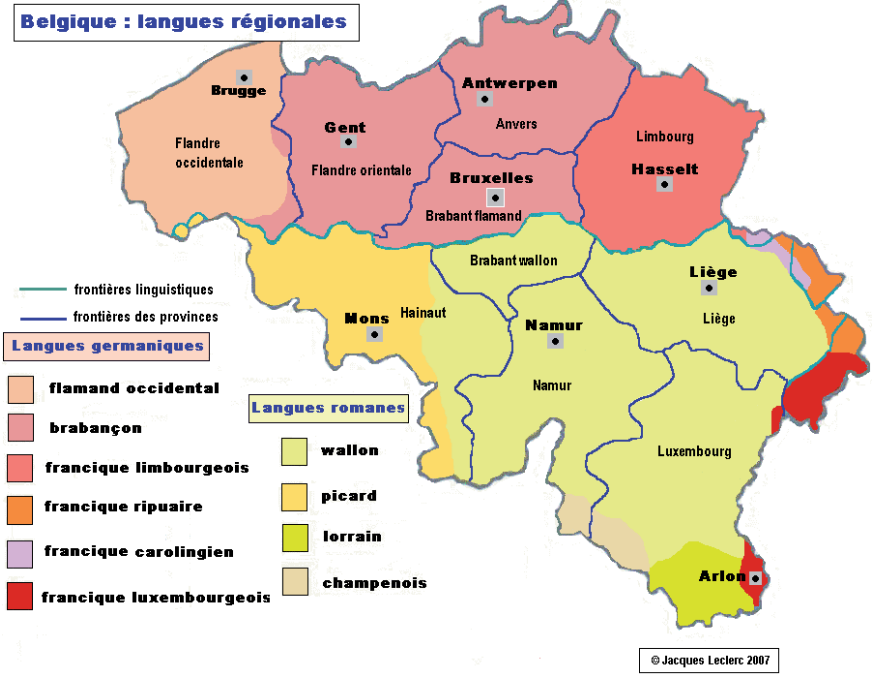 Belgique : langues régionales
Brugge
Antwerpen
Anvers
Gent
Flandre
occidentale
Flandre orientale
Limbourg
Hasselt
Bruxelles
Brabant flamand
Brabant wallon
Liège
Liège
Hainaut
Mons
Namur
Namur
Luxembourg
Arlon
frontières linguistiques
frontières des provinces
Langues germaniques
flamand occidental
brabançon
francique limbourgeois
francique ripuaire
francique carolingien
francique luxembourgeois
Langues romanes
wallon
picard
lorrain
champenois
© Jacques Leclerc 2007